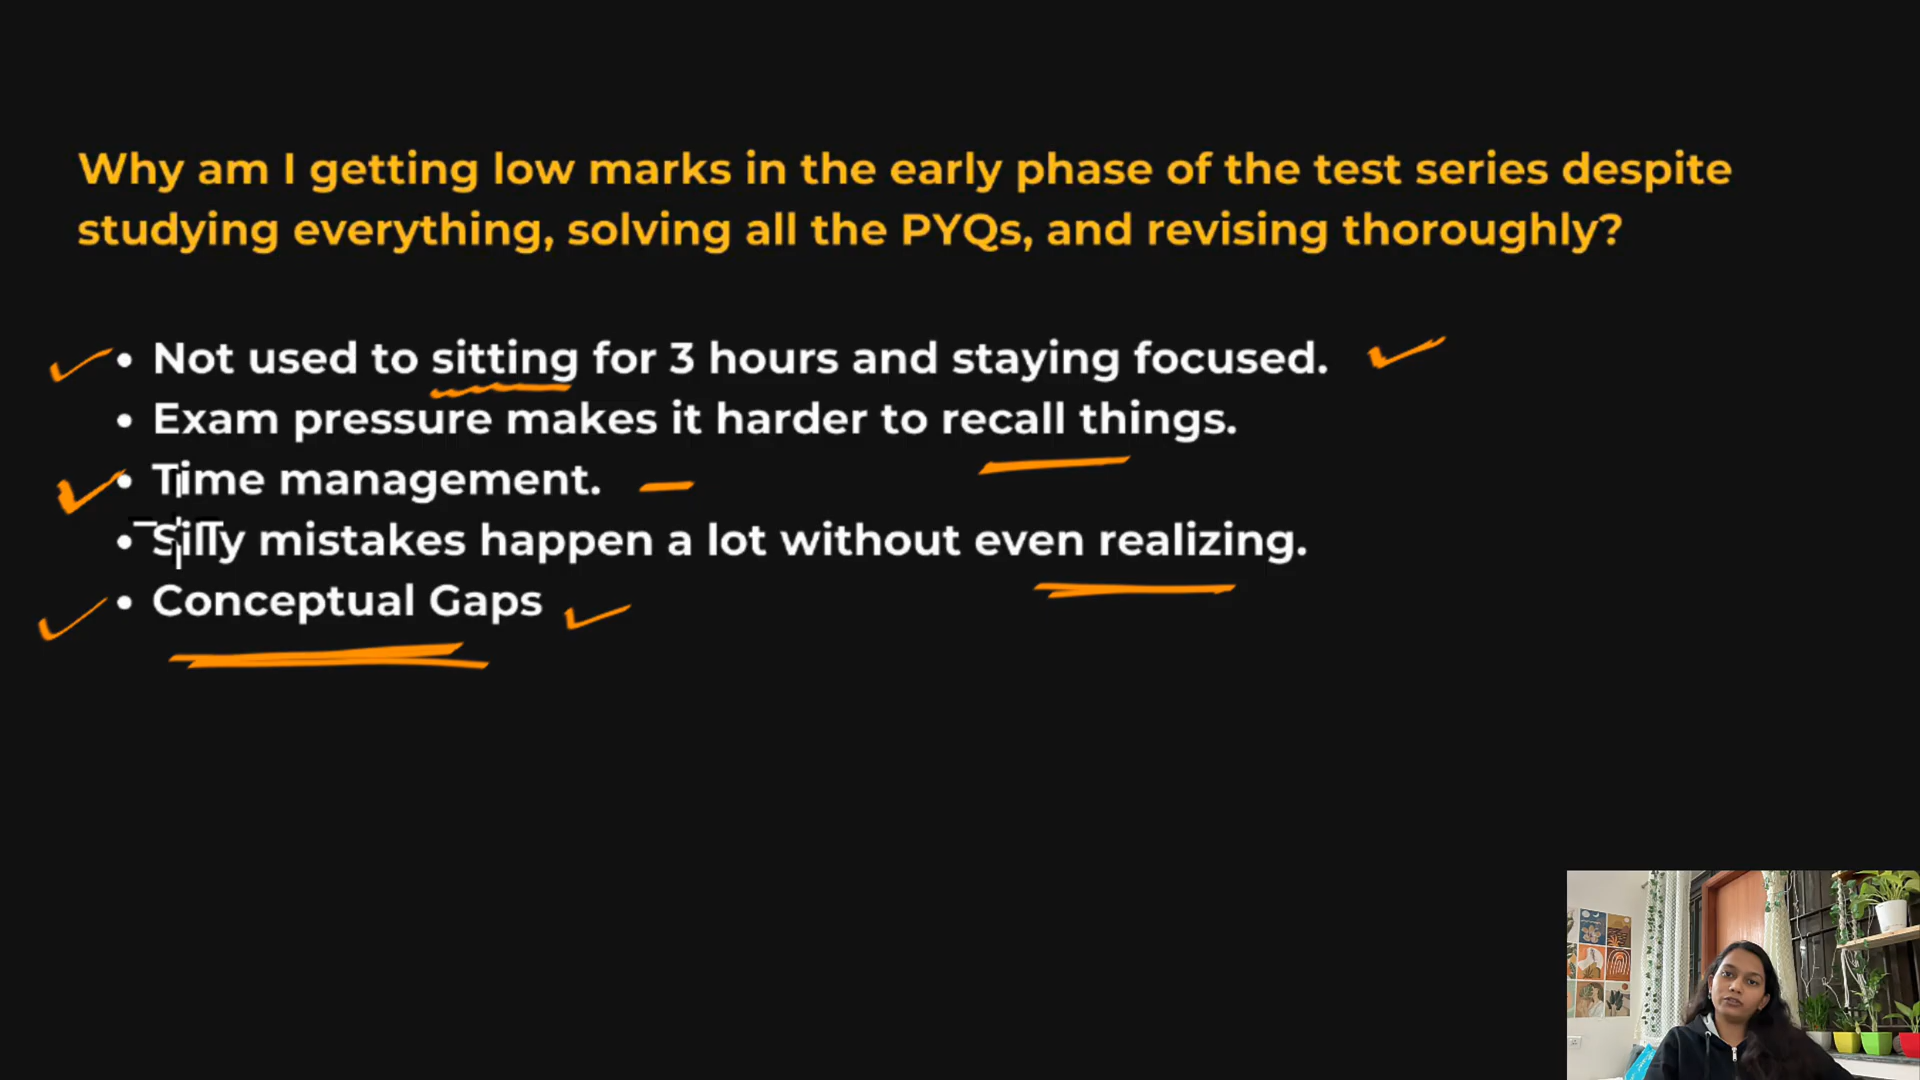 Why am I getting low marks in the early phase of the test series despite
studying everything, solving all the PYQs, and revising thoroughly?
• Not used to sitting for 3 hours and staying focused.
• Exam pressure makes it harder to recall things.
• Time management.
• Silly mistakes happen a lot without even realizing.
• Conceptual Gaps